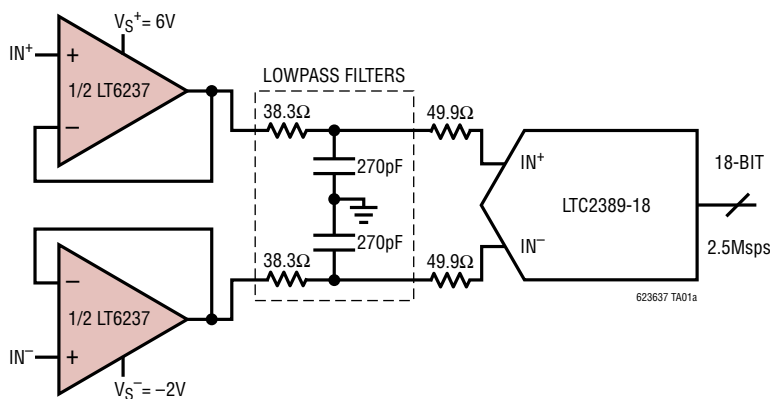 V_S⁺ = 6V
IN⁺
+
1/2 LT6237
−
LOWPASS FILTERS
38.3Ω
49.9Ω
270pF
IN⁺
18-BIT
LTC2389-18
270pF
IN⁻
2.5Msps
38.3Ω
49.9Ω
623637 TA01a
−
1/2 LT6237
IN⁻
+
V_S⁻ = −2V